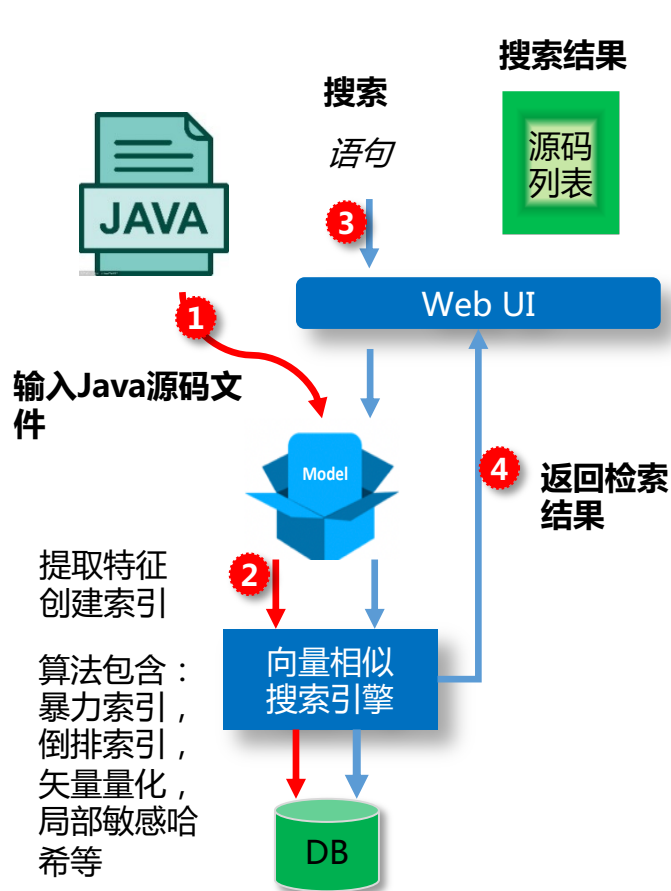 搜索结果
搜索
语句
源码
列表
JAVA
3
Web UI
1
输入Java源码文
件
Model
4
返回检索
结果
提取特征
创建索引
2
向量相似
搜索引擎
算法包含：
暴力索引，
倒排索引，
矢量量化，
局部敏感哈
希等
DB